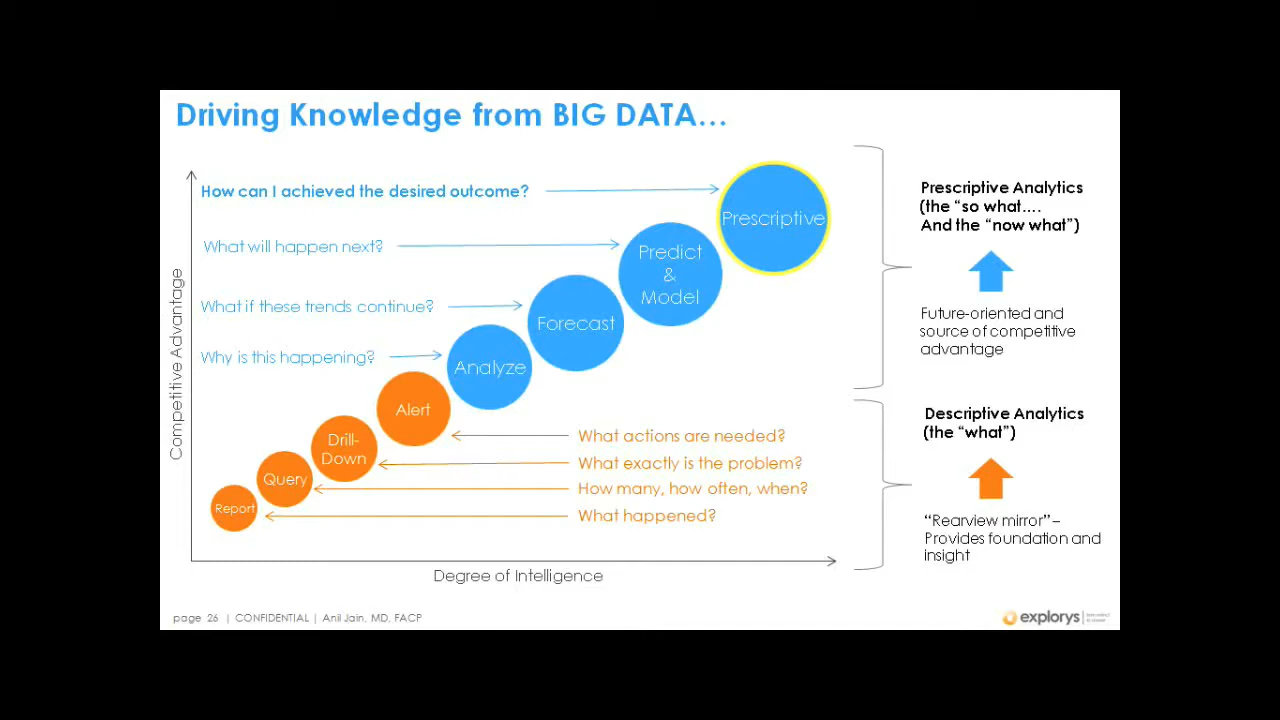 Driving Knowledge from BIG DATA...
How can I achieved the desired outcome?
Prescriptive
What will happen next?
Predict
&
Model
What if these trends continue?
Forecast
Why is this happening?
Analyze
Alert
What actions are needed?
Drill-
Down
What exactly is the problem?
Query
How many, how often, when?
Report
What happened?
Competitive Advantage
Degree of Intelligence
Prescriptive Analytics
(the “so what....
And the “now what”)
Future-oriented and
source of competitive
advantage
Descriptive Analytics
(the “what”)
“Rearview mirror”–
Provides foundation and
insight
page 26 | CONFIDENTIAL | Anil Jain, MD, FACP
explorys